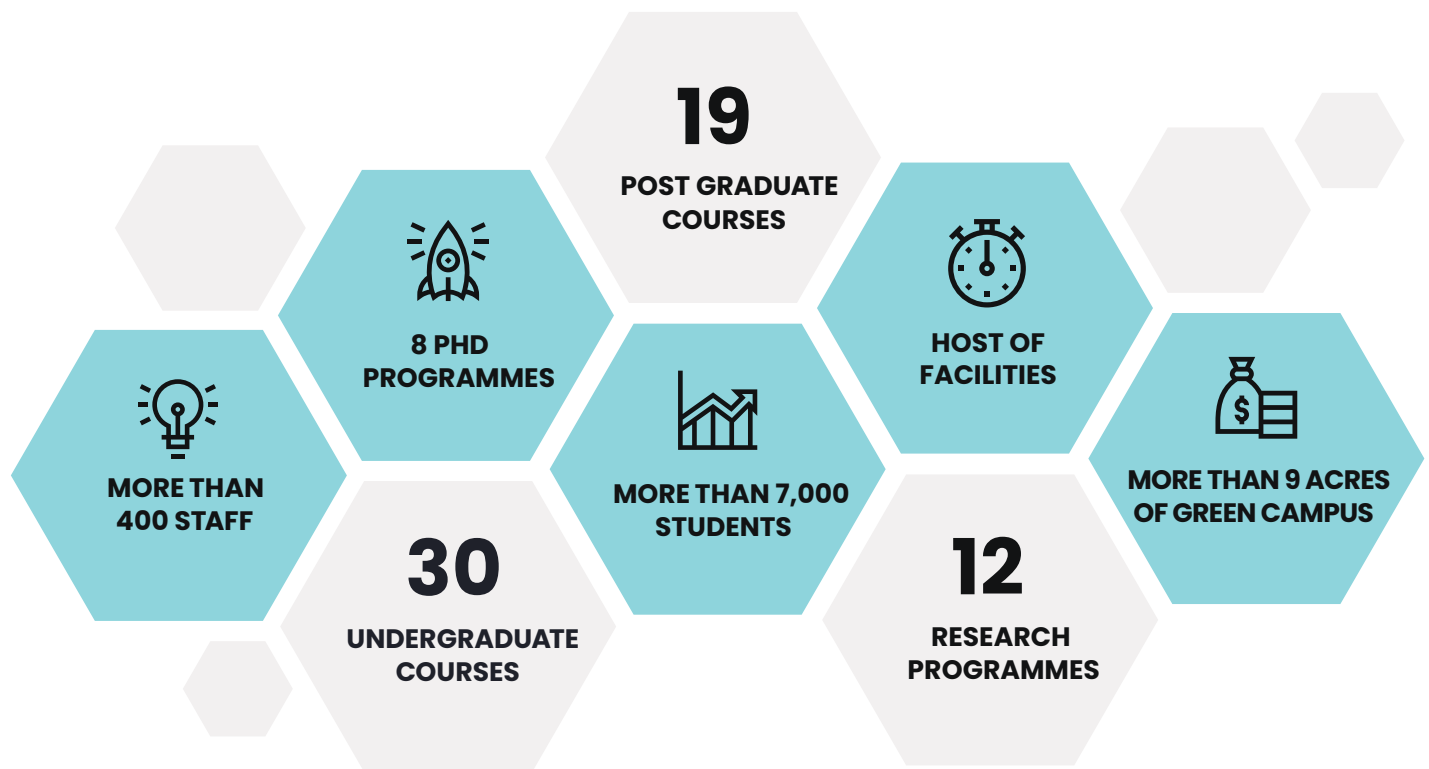 19
POST GRADUATE
COURSES
8 PHD
PROGRAMMES
HOST OF
FACILITIES
MORE THAN
400 STAFF
MORE THAN 7,000
STUDENTS
$
MORE THAN 9 ACRES
OF GREEN CAMPUS
30
UNDERGRADUATE
COURSES
12
RESEARCH
PROGRAMMES